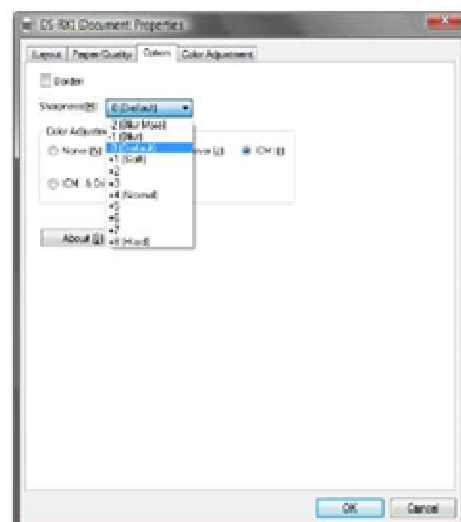 DS-RX1 Document Properties
Layout Paper/Quality Option Color Adjustment
Border
Sharpness(H) 0 (Default)
-2 (Blur More)
-1 (Blur)
0 (Default)
+1 (Soft)
+2
+3
+4 (Normal)
+5
+6
+7
+8 (Hard)
Color Adjustm
None(N)
ICM(I)
ICM
About
OK Cancel